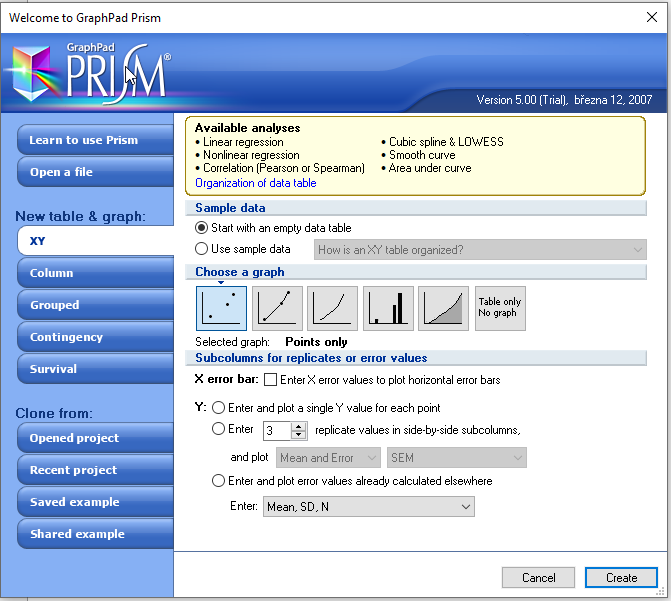 Welcome to GraphPad Prism
GraphPad
PRISM®
Version 5.00 (Trial), března 12, 2007
Learn to use Prism
Open a file
New table & graph:
XY
Column
Grouped
Contingency
Survival
Clone from:
Opened project
Recent project
Saved example
Shared example
Available analyses
• Linear regression
• Nonlinear regression
• Correlation (Pearson or Spearman)
• Cubic spline & LOWESS
• Smooth curve
• Area under curve
Organization of data table
Sample data
Start with an empty data table
Use sample data How is an XY table organized?
Choose a graph
Table only
No graph
Selected graph: Points only
Subcolumns for replicates or error values
X error bar: Enter X error values to plot horizontal error bars
Y: Enter and plot a single Y value for each point
Enter 3 replicate values in side-by-side subcolumns,
and plot Mean and Error SEM
Enter and plot error values already calculated elsewhere
Enter: Mean, SD, N
Cancel Create